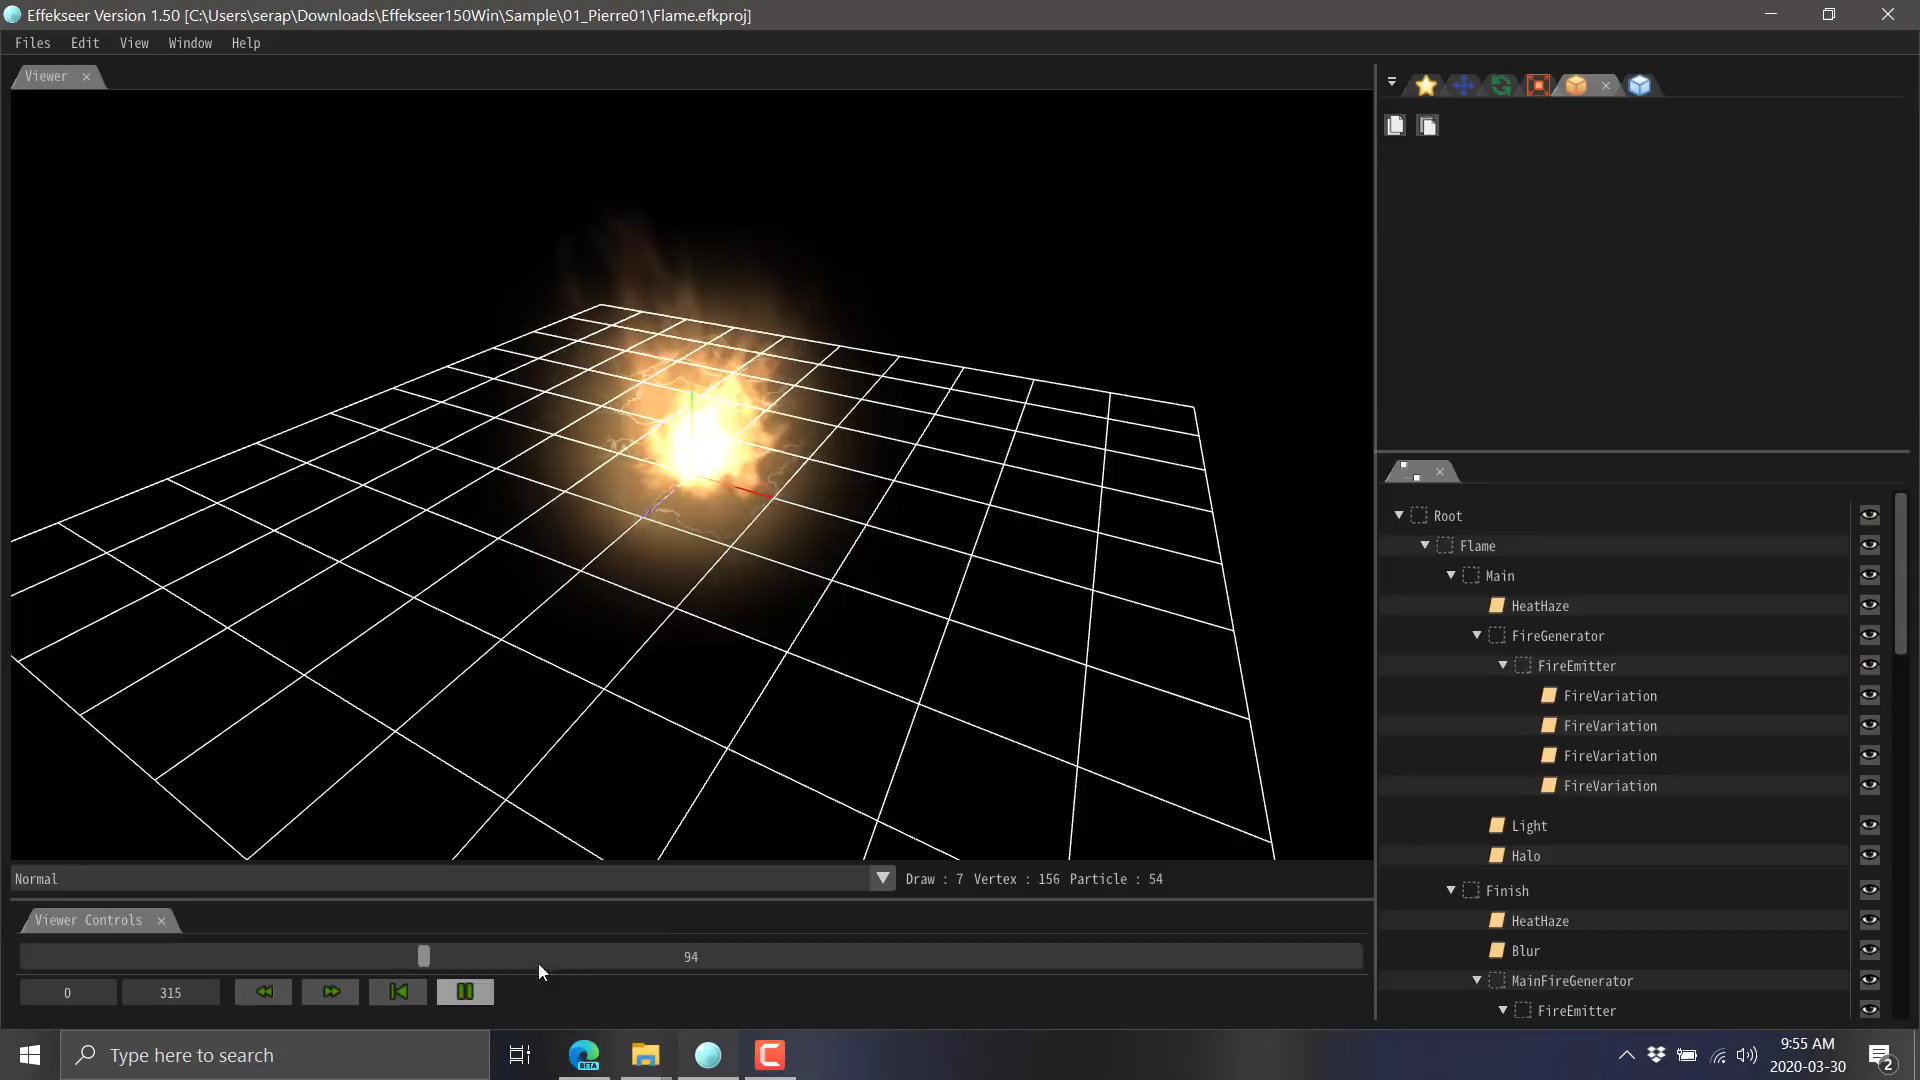 Effekseer Version 1.50 [C:\Users\serap\Downloads\Effekseer150Win\Sample\01_Pierre01\Flame.efkproj]
Files Edit View Window Help
Viewer
Root
Flame
Main
HeatHaze
FireGenerator
FireEmitter
FireVariation
FireVariation
FireVariation
FireVariation
Light
Halo
Finish
HeatHaze
Blur
MainFireGenerator
FireEmitter
Normal
Draw : 7 Vertex : 156 Particle : 54
Viewer Controls
94
0 315
Type here to search
BETA
9:55 AM
2020-03-30
2